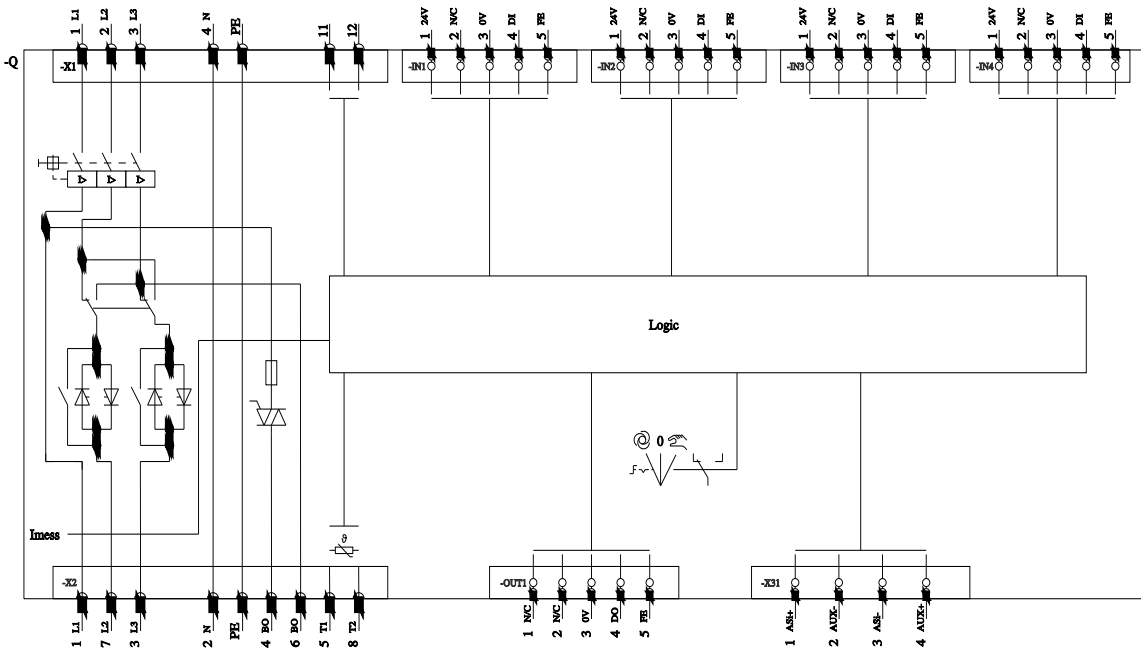 1 L1
2 L2
3 L3
4 N
PE
11
12
1 24V
2 N/C
3 0V
4 DI
5 FE
1 24V
2 N/C
3 0V
4 DI
5 FE
1 24V
2 N/C
3 0V
4 DI
5 FE
1 24V
2 N/C
3 0V
4 DI
5 FE
-Q
-X1
-IN1
-IN2
-IN3
-IN4
Logic
0
Imess
ϑ
-X2
-OUT1
-X31
1 L1
7 L2
3 L3
2 N
PE
4 BO
6 BO
5 T1
8 T2
1 N/C
2 N/C
3 0V
4 DO
5 FE
1 ASi+
2 AUX-
3 ASi-
4 AUX+